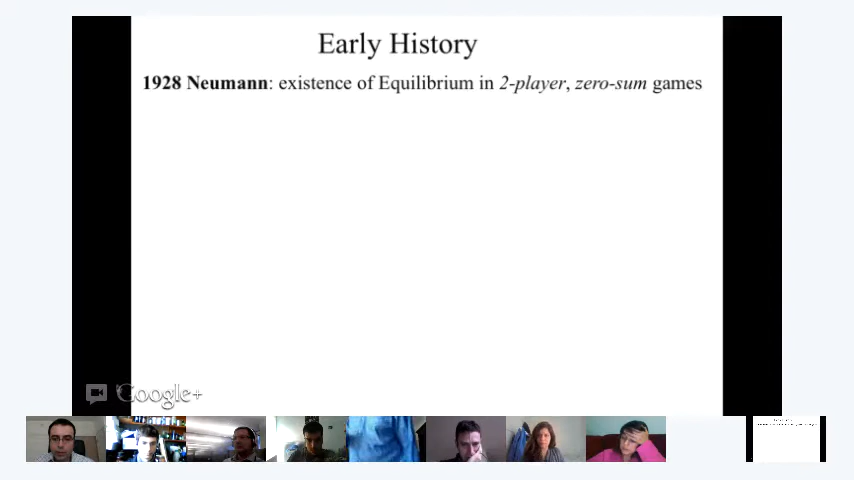 Early History
1928 Neumann: existence of Equilibrium in 2-player, zero-sum games
Google+